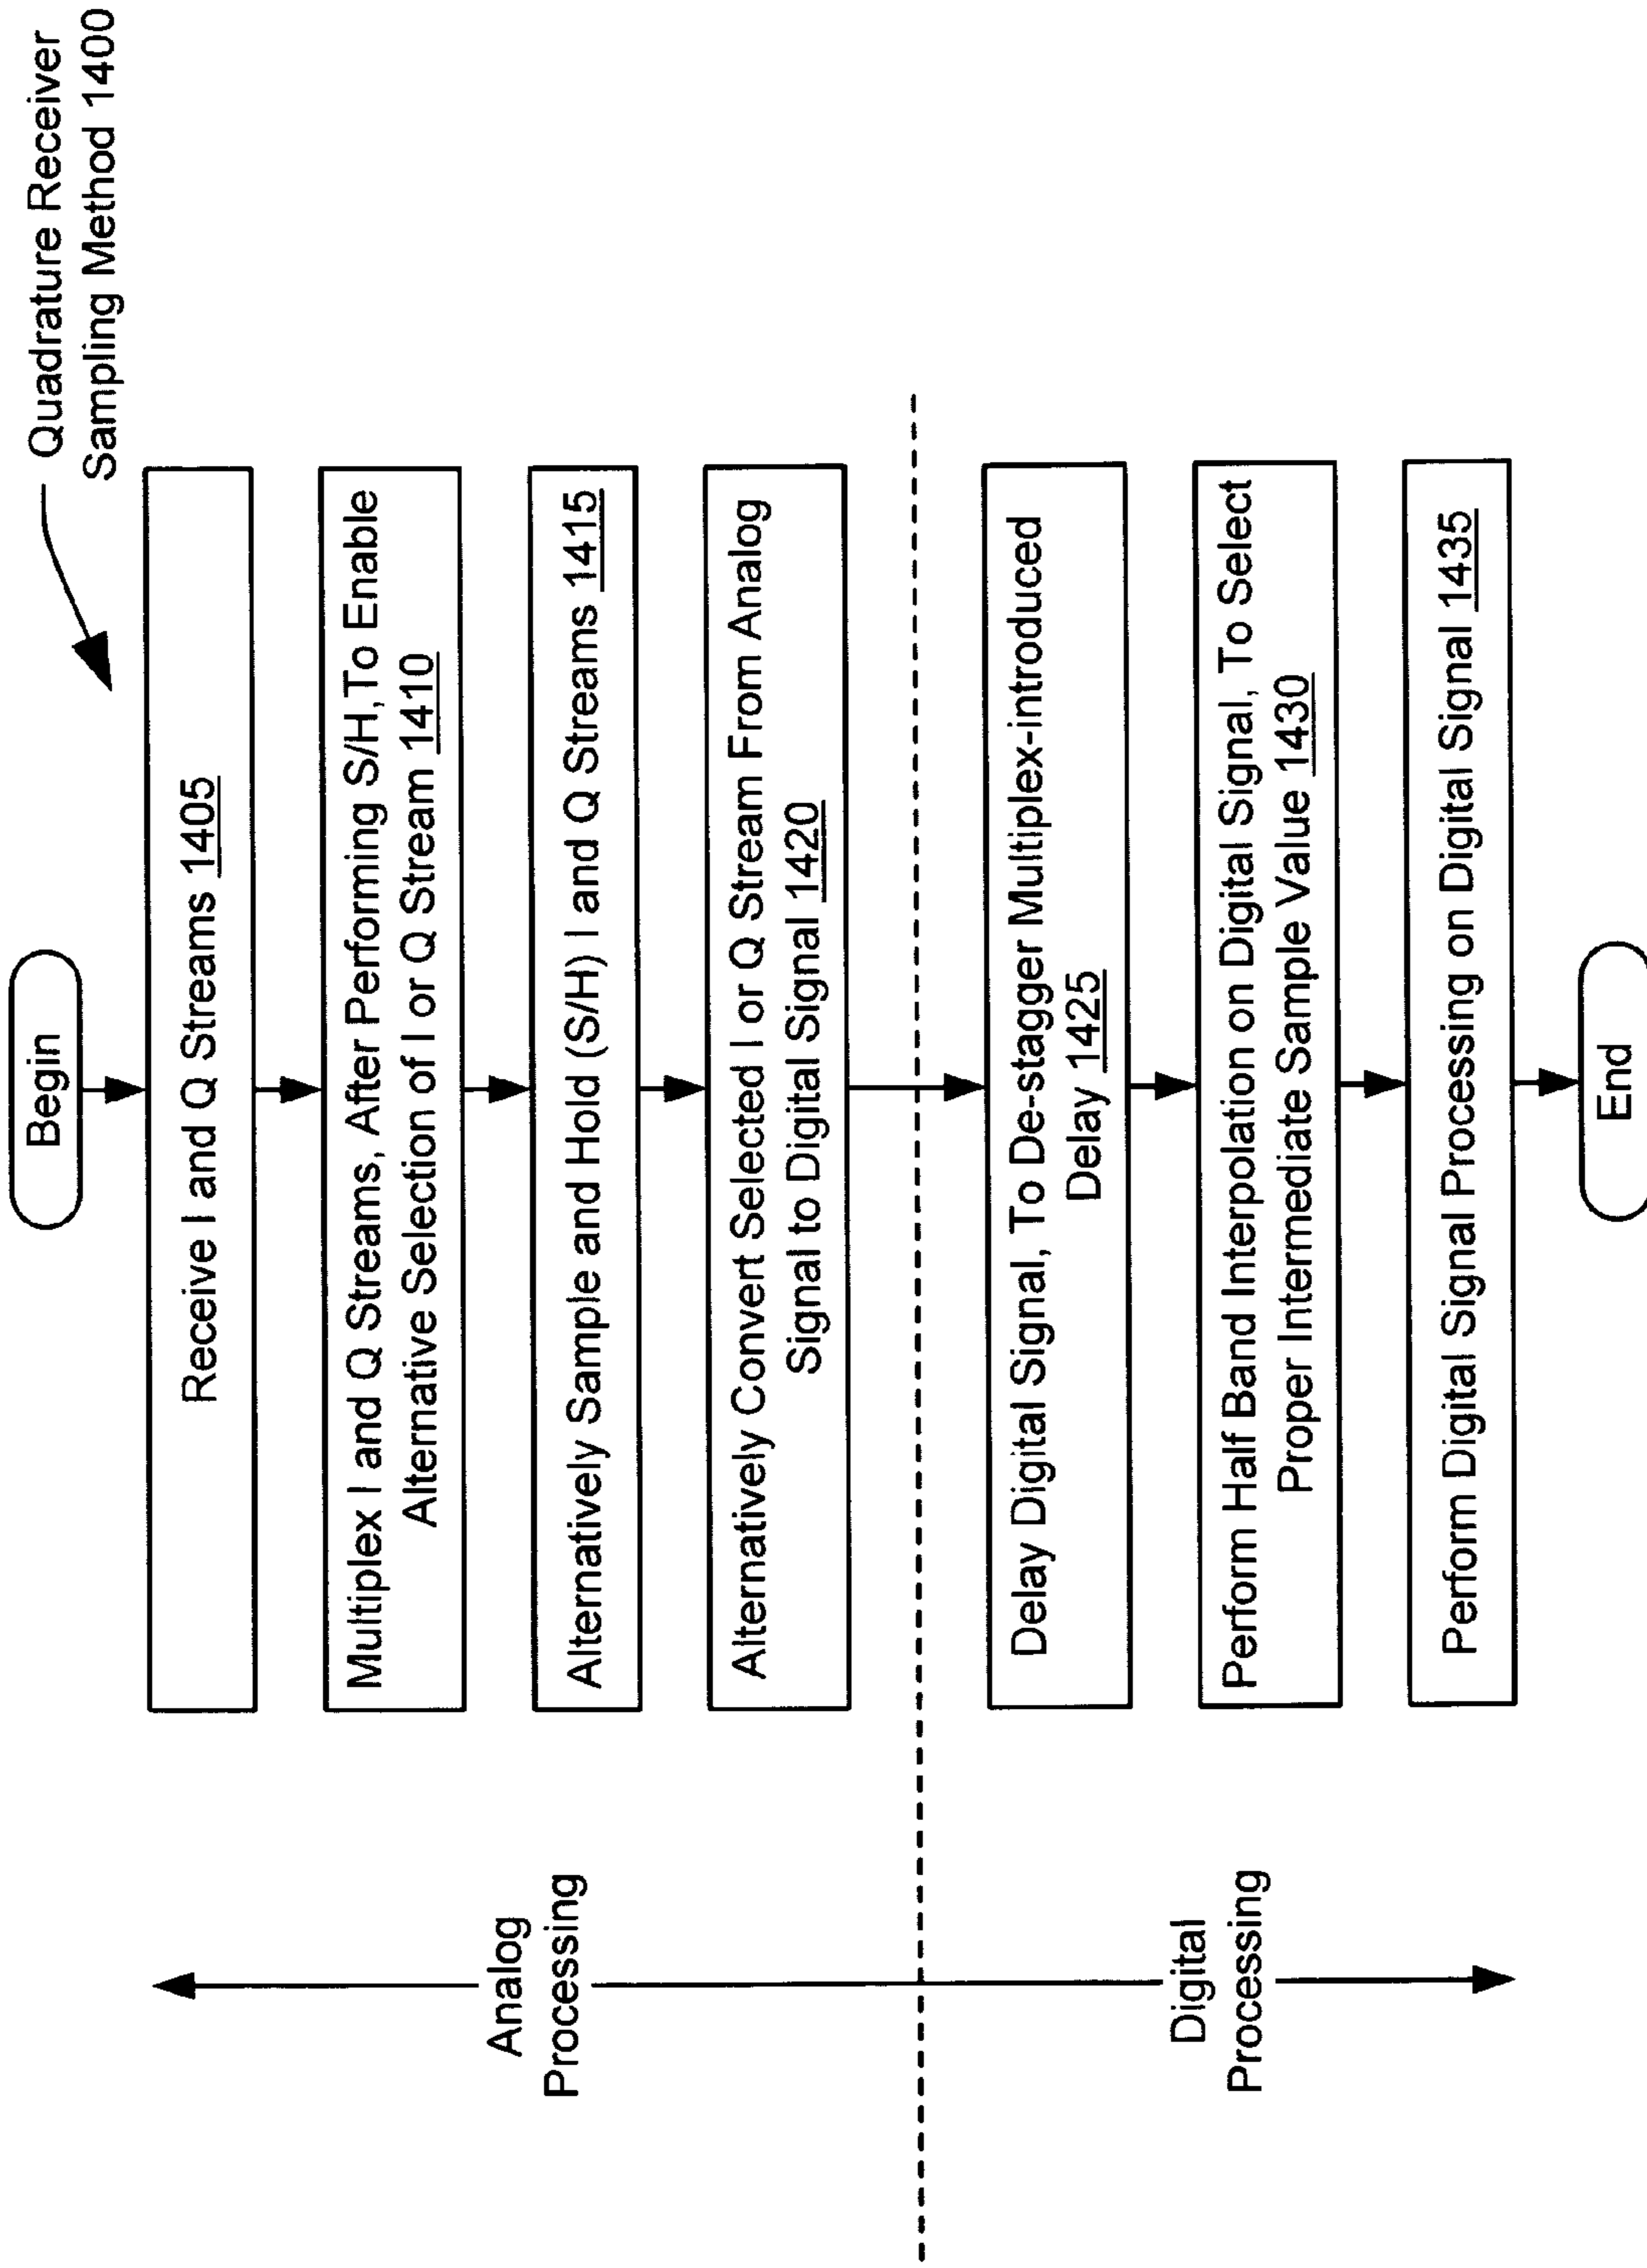 Quadrature Receiver
Sampling Method 1400
Begin
Receive I and Q Streams 1405
Multiplex I and Q Streams, After Performing S/H,To Enable
Alternative Selection of I or Q Stream 1410
Alternatively Sample and Hold (S/H) I and Q Streams 1415
Alternatively Convert Selected I or Q Stream From Analog
Signal to Digital Signal 1420
Analog
Processing
Digital
Processing
Delay Digital Signal, To De-stagger Multiplex-introduced
Delay 1425
Perform Half Band Interpolation on Digital Signal, To Select
Proper Intermediate Sample Value 1430
Perform Digital Signal Processing on Digital Signal 1435
End